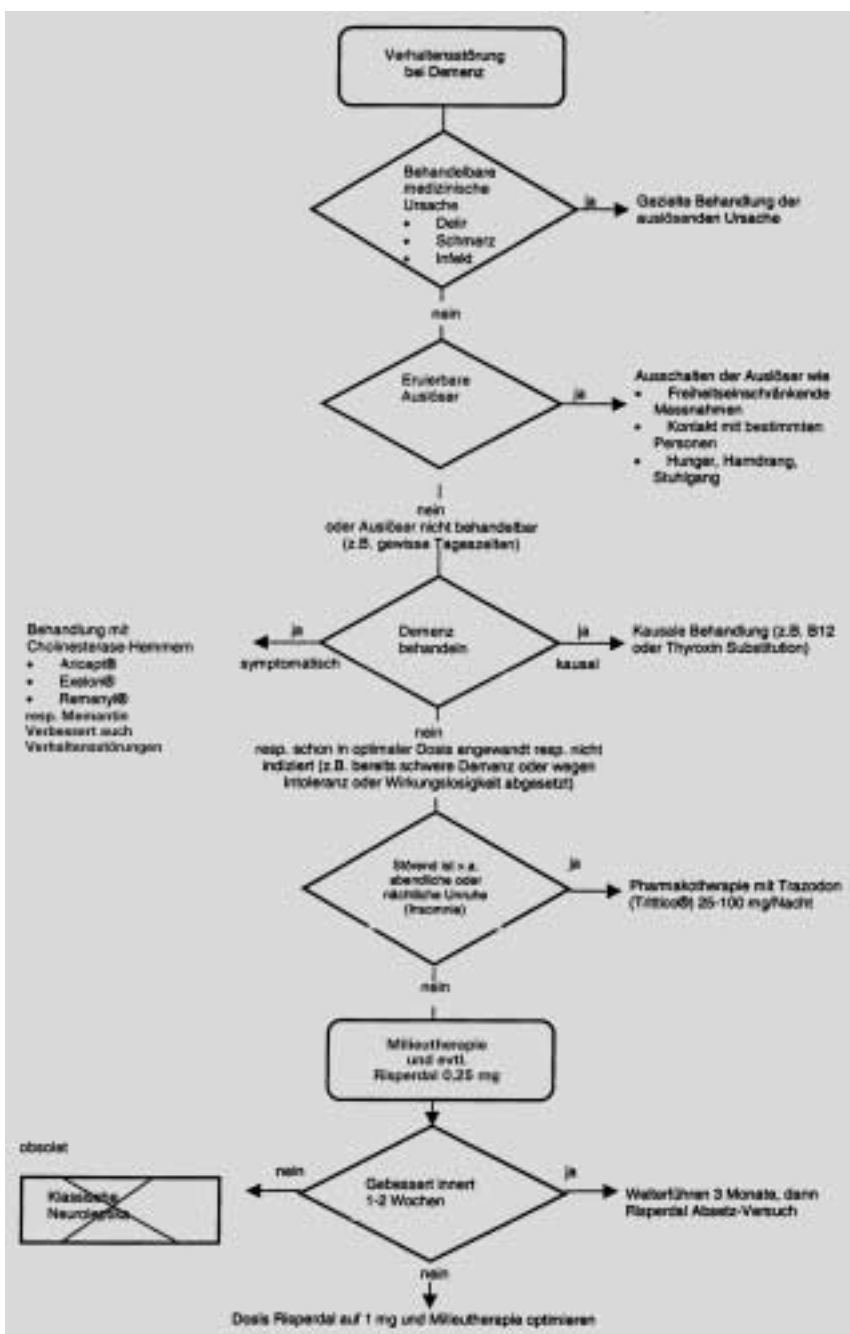 Verhaltensstörung
bei Demenz
Behandelbare
medizinische
Ursache
• Delir
• Schmerz
• Infekt
ja
Gezielte Behandlung der
auslösenden Ursache
nein
Eruierbare
Auslöser
ja
Ausschalten der Auslöser wie
• Freiheitseinschränkende
Massnahmen
• Kontakt mit bestimmten
Personen
• Hunger, Harndrang,
Stuhlgang
nein
oder Auslöser nicht behandelbar
(z.B. gewisse Tageszeiten)
Demenz
behandeln
ja
symptomatisch
Behandlung mit
Cholinesterase-Hemmern
• Aricept®
• Exelon®
• Remenyl®
resp. Memantin
Verbessert auch
Verhaltensstörungen
ja
kausal
Kausale Behandlung (z.B. B12
oder Thyroxin Substitution)
nein
resp. schon in optimaler Dosis angewandt resp. nicht
indiziert (z.B. bereits schwere Demenz oder wegen
Intoleranz oder Wirkungslosigkeit abgesetzt)
Störend ist v.a.
abendliche oder
nächtliche Unruhe
(Insomnie)
ja
Pharmakotherapie mit Trazodon
(Trittico®) 25-100 mg/Nacht
nein
Milieutherapie
und evtl.
Risperdal 0,25 mg
Gebessert innert
1-2 Wochen
nein
obsolet
Klassische
Neuroleptika
ja
Weiterführen 3 Monate, dann
Risperdal Absetz-Versuch
nein
Dosis Risperdal auf 1 mg und Milieutherapie optimieren